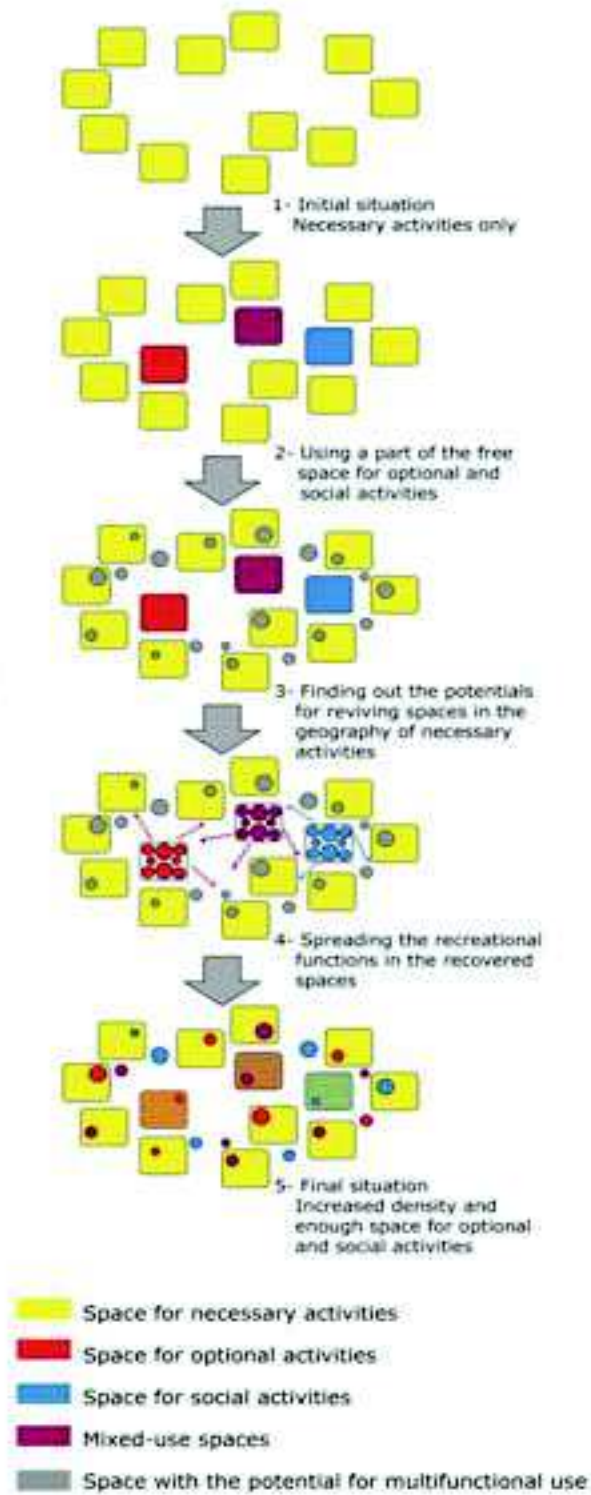 1- Initial situation
Necessary activities only
2- Using a part of the free
space for optional and
social activities
3- Finding out the potentials
for reviving spaces in the
geography of necessary
activities
4- Spreading the recreational
functions in the recovered
spaces
5- Final situation
Increased density and
enough space for optional
and social activities
Space for necessary activities
Space for optional activities
Space for social activities
Mixed-use spaces
Space with the potential for multifunctional use